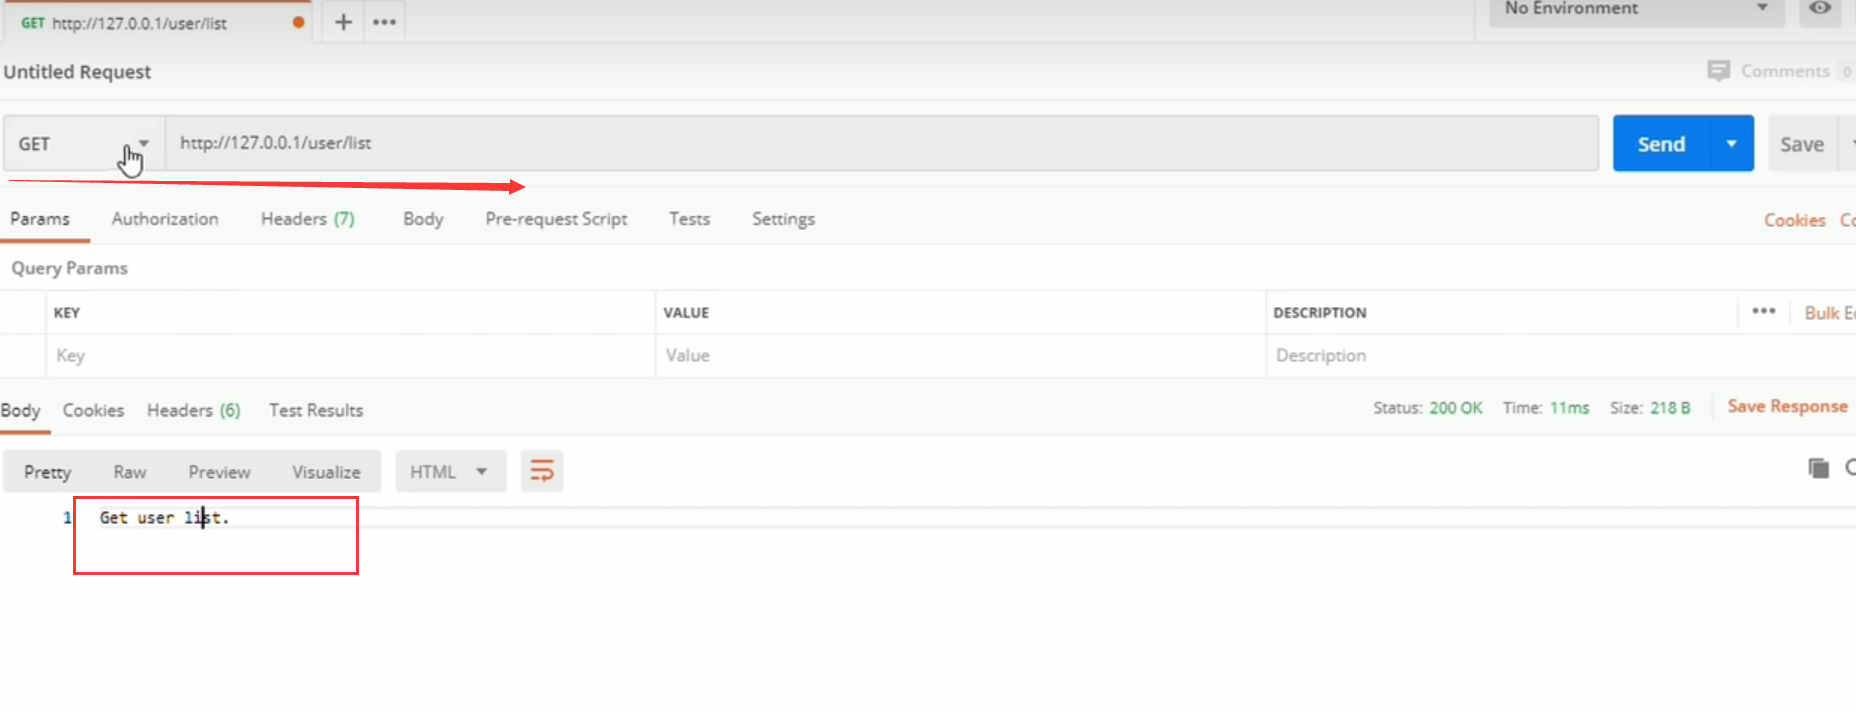 GET http://127.0.0.1/user/list
No Environment
Untitled Request
Comments 0
GET http://127.0.0.1/user/list Send Save
Params Authorization Headers (7) Body Pre-request Script Tests Settings Cookies
Query Params
KEY VALUE DESCRIPTION Bulk
Key Value Description
Body Cookies Headers (6) Test Results Status: 200 OK Time: 11ms Size: 218 B Save Response
Pretty Raw Preview Visualize HTML
1 Get user list.